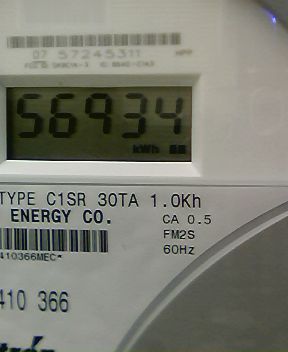 07 57245311
56934
kWh
TYPE C1SR 30TA 1.0Kh
ENERGY CO. CA 0.5
FM2S
60Hz
410366MEC*
410 366